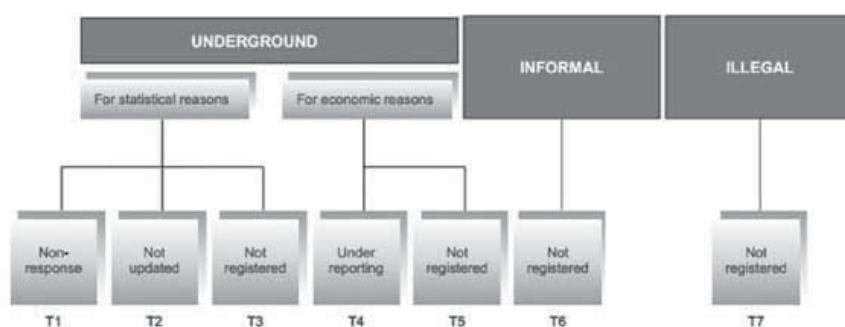 UNDERGROUND
INFORMAL
ILLEGAL
For statistical reasons
For economic reasons
Non-
response
Not
updated
Not
registered
Under
reporting
Not
registered
Not
registered
Not
registered
T1
T2
T3
T4
T5
T6
T7